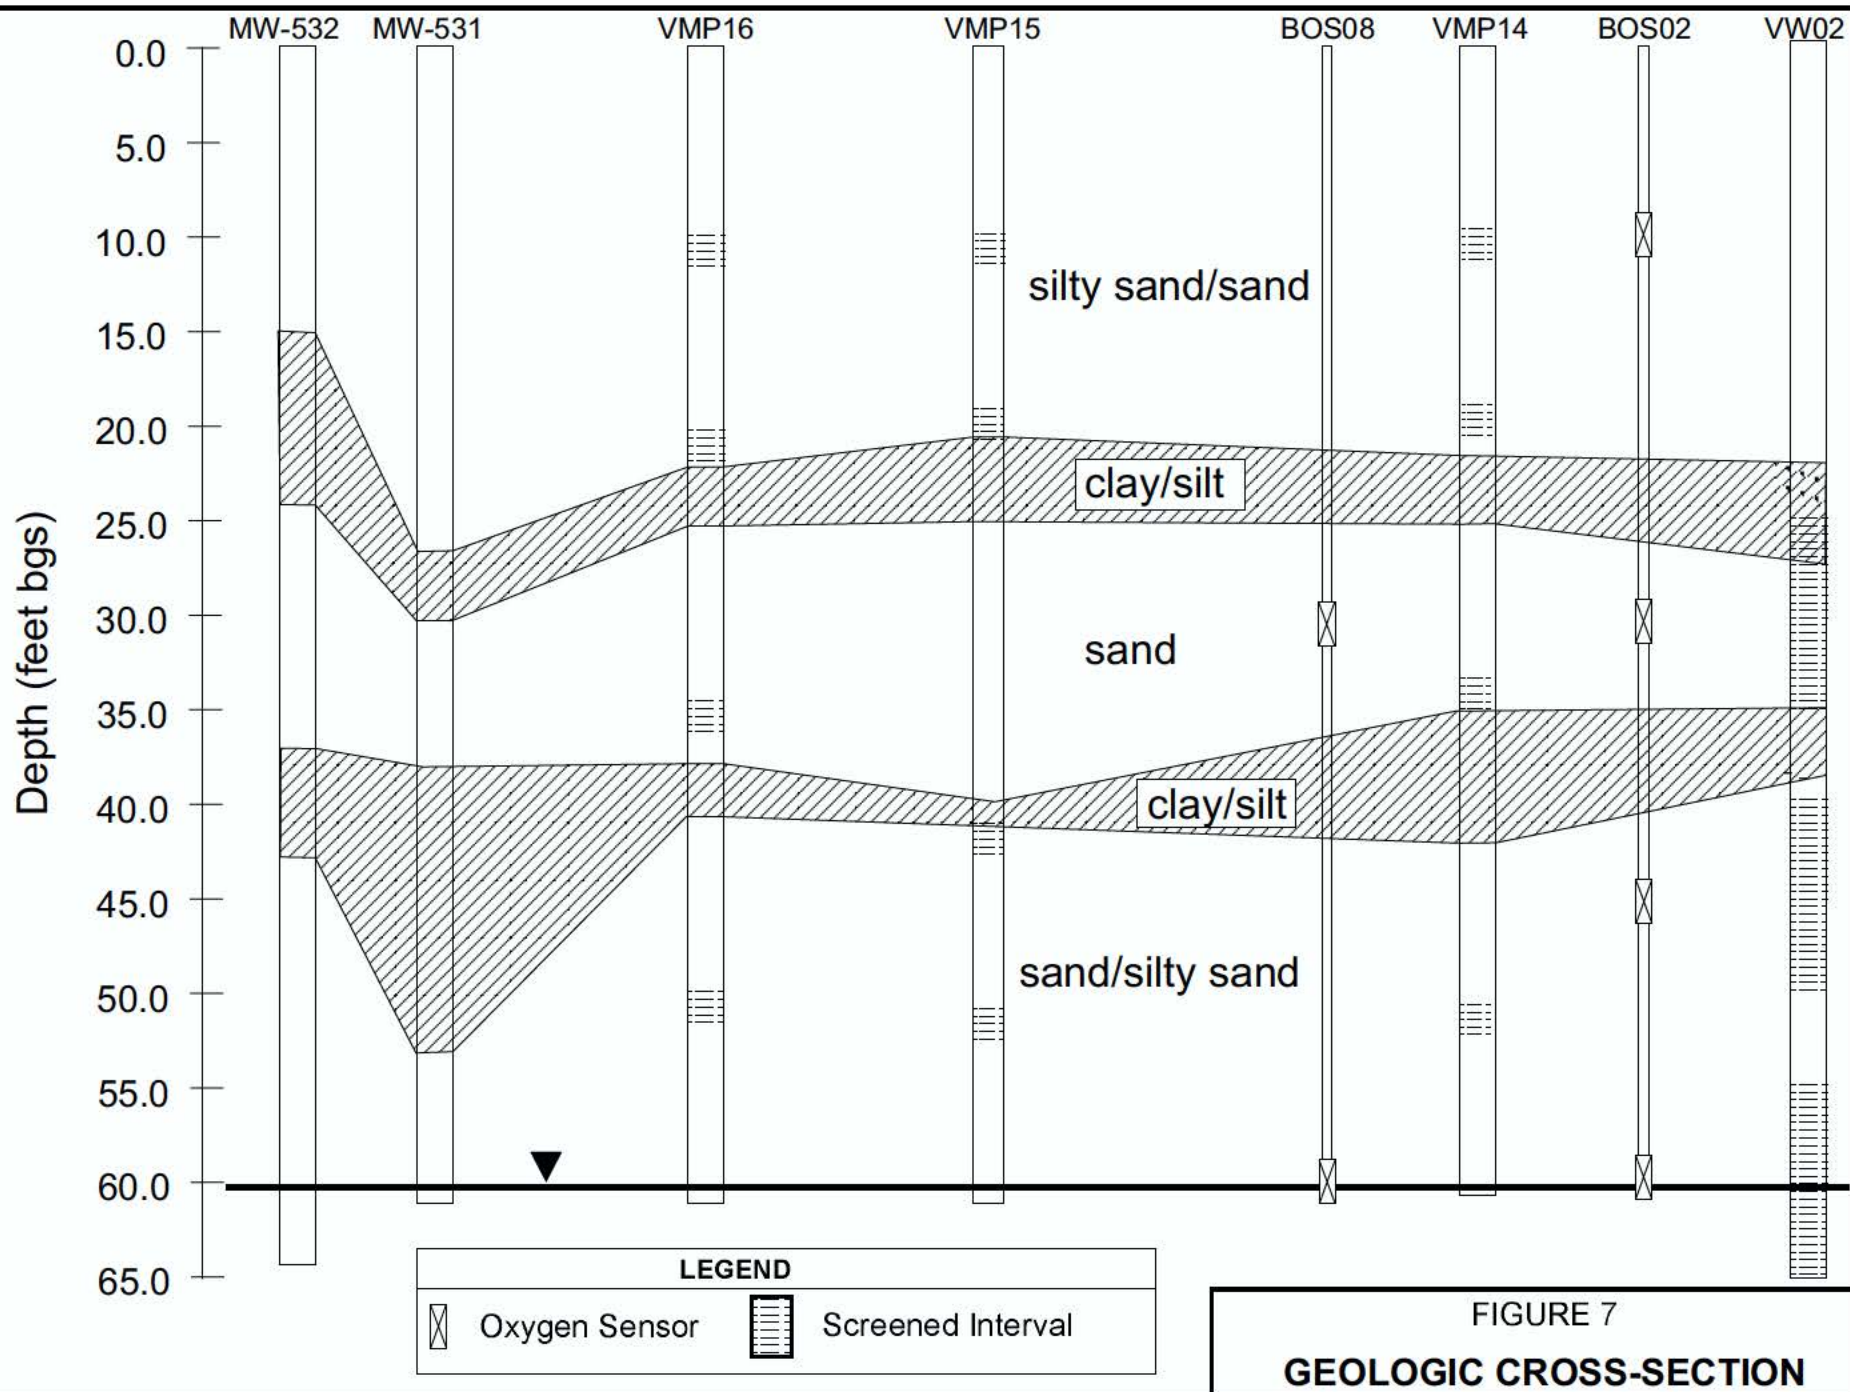 MW-532 MW-531 VMP16 VMP15 BOS08 VMP14 BOS02 VW02
0.0
5.0
10.0
silty sand/sand
15.0
20.0
clay/silt
25.0
30.0
sand
35.0
40.0
clay/silt
45.0
50.0
sand/silty sand
55.0
60.0
65.0
Depth (feet bgs)
LEGEND
Oxygen Sensor Screened Interval
FIGURE 7
GEOLOGIC CROSS-SECTION